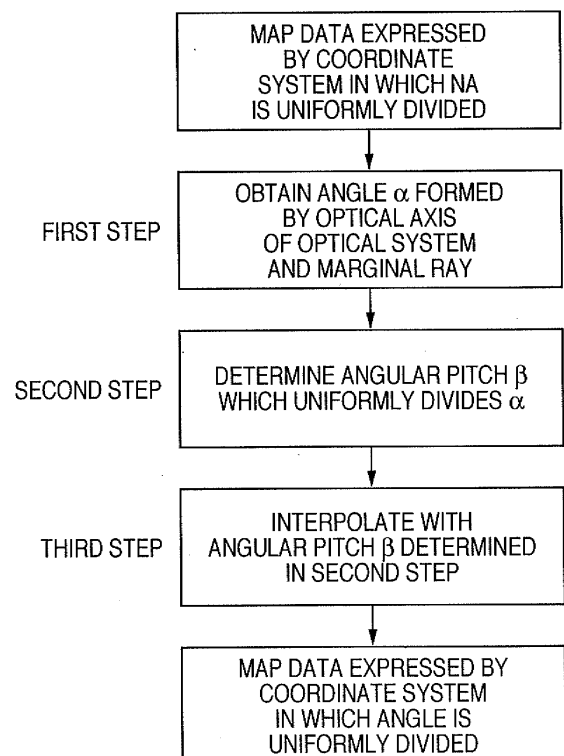 MAP DATA EXPRESSED
BY COORDINATE
SYSTEM IN WHICH NA
IS UNIFORMLY DIVIDED
FIRST STEP
OBTAIN ANGLE α FORMED
BY OPTICAL AXIS
OF OPTICAL SYSTEM
AND MARGINAL RAY
SECOND STEP
DETERMINE ANGULAR PITCH β
WHICH UNIFORMLY DIVIDES α
THIRD STEP
INTERPOLATE WITH
ANGULAR PITCH β DETERMINED
IN SECOND STEP
MAP DATA EXPRESSED BY
COORDINATE SYSTEM
IN WHICH ANGLE IS
UNIFORMLY DIVIDED